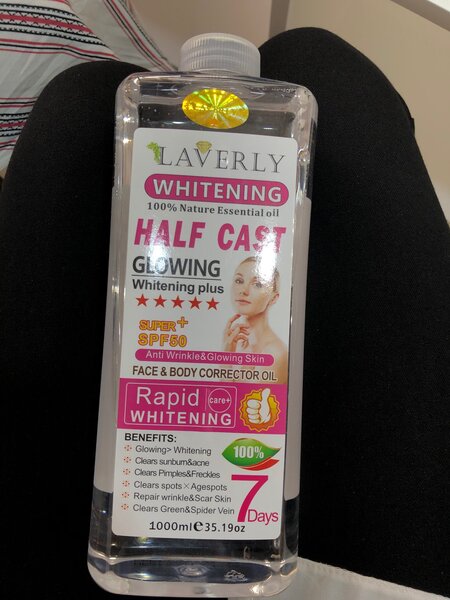 LAVERLY
WHITENING
100% Nature Essential oil
HALF CAST
GLOWING
Whitening plus
SUPER+
SPF50
Anti Wrinkle&Glowing Skin
FACE & BODY CORRECTOR OIL
Rapid care+
WHITENING
BENEFITS:
Glowing> Whitening
Clears sunburn&acne
Clears Pimples&Freckles
Clears spots×Agespots
Repair wrinkle&Scar Skin
Clears Green&Spider Vein
100%
7 Days
1000ml℮35.19oz